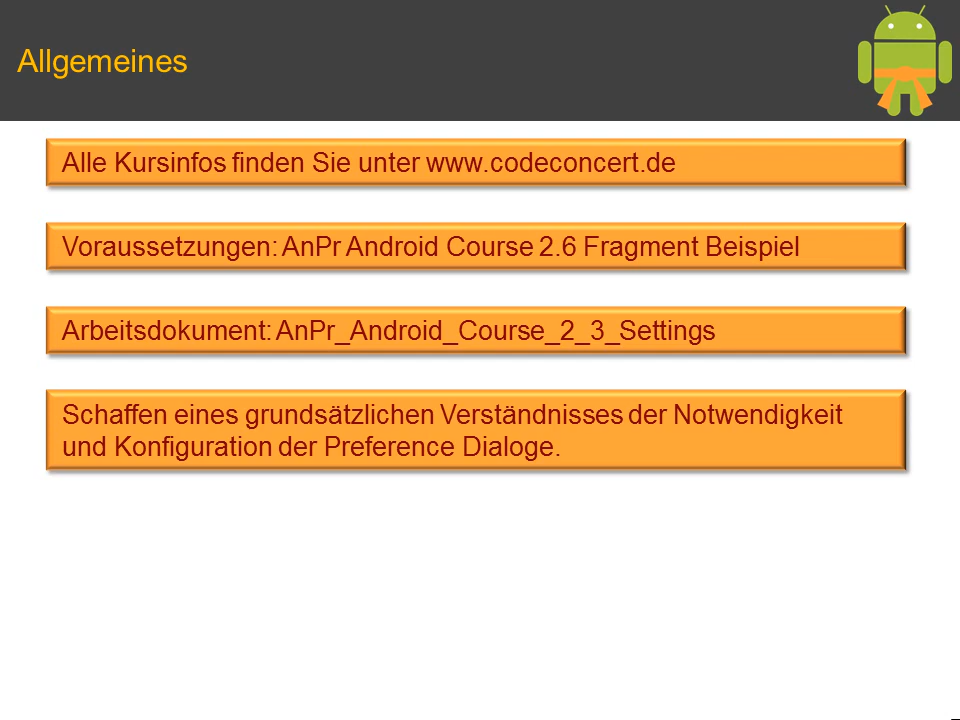 Allgemeines
Alle Kursinfos finden Sie unter www.codeconcert.de
Voraussetzungen: AnPr Android Course 2.6 Fragment Beispiel
Arbeitsdokument: AnPr_Android_Course_2_3_Settings
Schaffen eines grundsätzlichen Verständnisses der Notwendigkeit
und Konfiguration der Preference Dialoge.